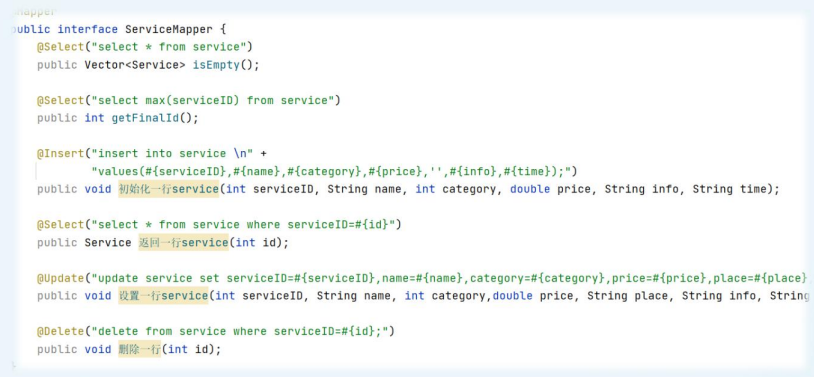 @Mapper
public interface ServiceMapper {
@Select("select * from service")
public Vector<Service> isEmpty();
@Select("select max(serviceID) from service")
public int getFinalId();
@Insert("insert into service \n" +
"values(#{serviceID},#{name},#{category},#{price},'',#{info},#{time});")
public void 初始化一行service(int serviceID, String name, int category, double price, String info, String time);
@Select("select * from service where serviceID=#{id}")
public Service 返回一行service(int id);
@Update("update service set serviceID=#{serviceID},name=#{name},category=#{category},price=#{price},place=#{place}
public void 设置一行service(int serviceID, String name, int category,double price, String place, String info, String
@Delete("delete from service where serviceID=#{id};")
public void 删除一行(int id);
}